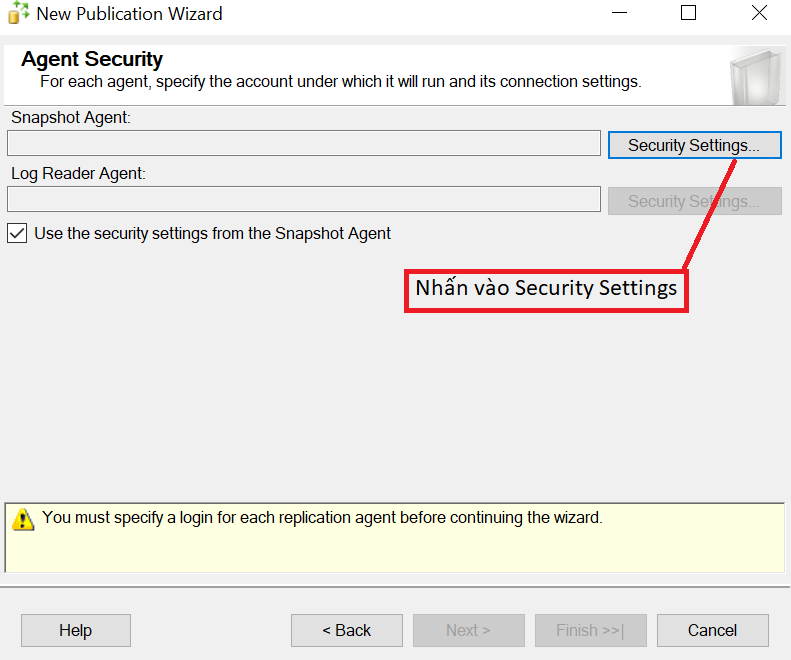 New Publication Wizard
Agent Security
For each agent, specify the account under which it will run and its connection settings.
Snapshot Agent:
Security Settings...
Log Reader Agent:
Security Settings...
Use the security settings from the Snapshot Agent
Nhấn vào Security Settings
You must specify a login for each replication agent before continuing the wizard.
Help
< Back
Next >
Finish >>|
Cancel